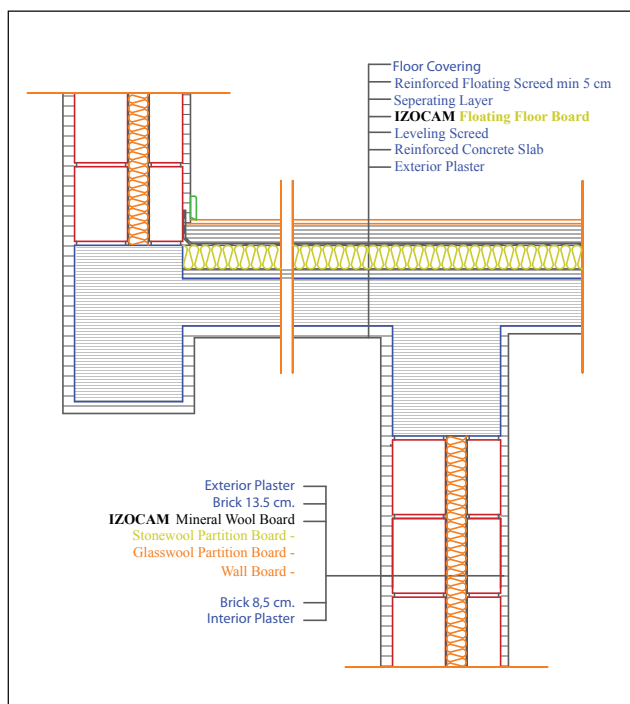 Floor Covering
Reinforced Floating Screed min 5 cm
Seperating Layer
IZOCAM Floating Floor Board
Leveling Screed
Reinforced Concrete Slab
Exterior Plaster
Exterior Plaster
Brick 13.5 cm.
IZOCAM Mineral Wool Board
Stonewool Partition Board -
Glasswool Partition Board -
Wall Board -
Brick 8,5 cm.
Interior Plaster